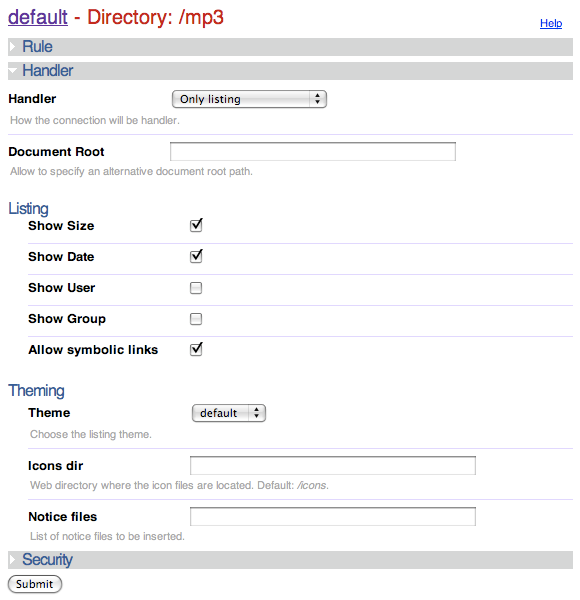 default - Directory: /mp3
Help
Rule
Handler
Handler Only listing
How the connection will be handler.
Document Root
Allow to specify an alternative document root path.
Listing
Show Size
Show Date
Show User
Show Group
Allow symbolic links
Theming
Theme default
Choose the listing theme.
Icons dir
Web directory where the icon files are located. Default: /icons.
Notice files
List of notice files to be inserted.
Security
Submit